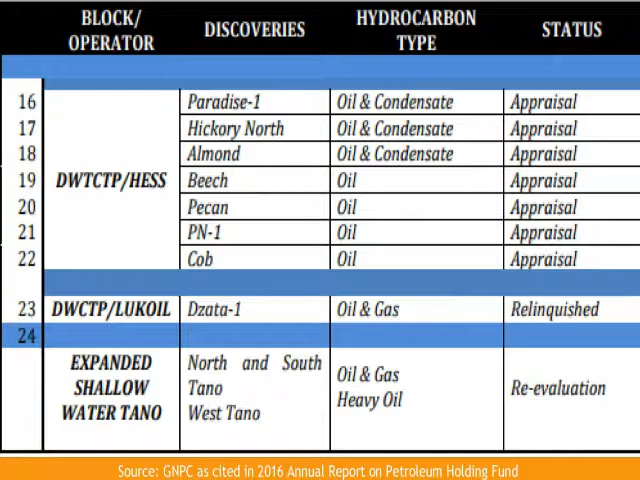 BLOCK/ OPERATOR DISCOVERIES HYDROCARBON TYPE STATUS
16 Paradise-1 Oil & Condensate Appraisal
17 Hickory North Oil & Condensate Appraisal
18 Almond Oil & Condensate Appraisal
19 DWTCTP/HESS Beech Oil Appraisal
20 Pecan Oil Appraisal
21 PN-1 Oil Appraisal
22 Cob Oil Appraisal
23 DWCTP/LUKOIL Dzata-1 Oil & Gas Relinquished
24
EXPANDED SHALLOW WATER TANO
North and South Tano
West Tano
Oil & Gas
Heavy Oil
Re-evaluation
Source: GNPC as cited in 2016 Annual Report on Petroleum Holding Fund